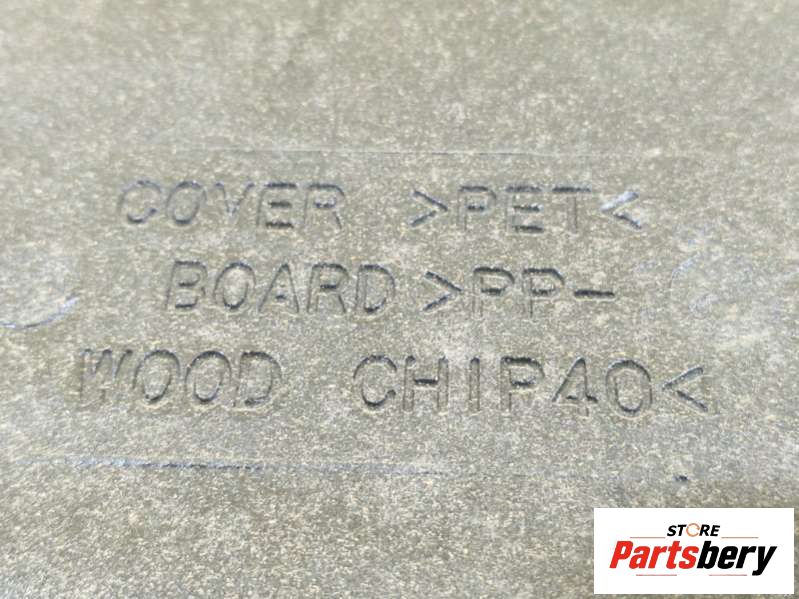 COVER >PET<
BOARD >PP-
WOOD CHIP40<
STORE
Partsbery